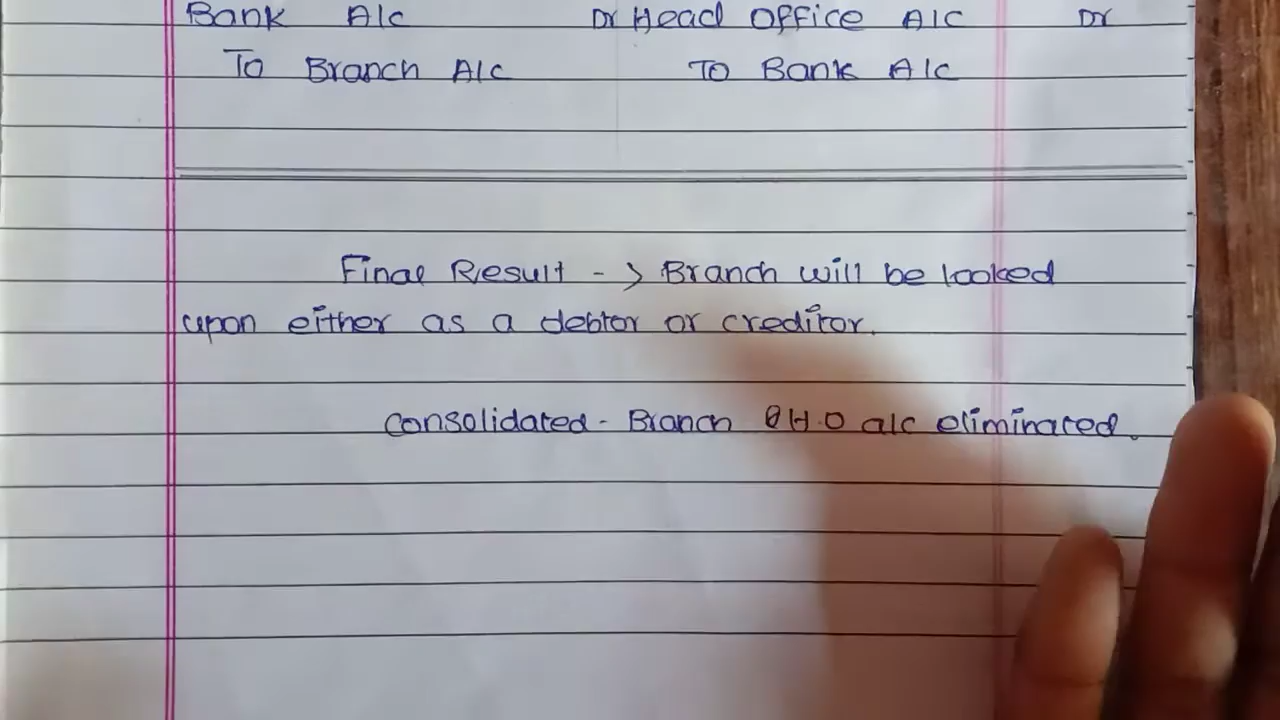 Bank A/c Dr Head Office A/c Dr
To Branch A/c To Bank A/c
Final Result -> Branch will be looked
upon either as a debtor or creditor.
Consolidated - Branch & H.O a/c eliminated.